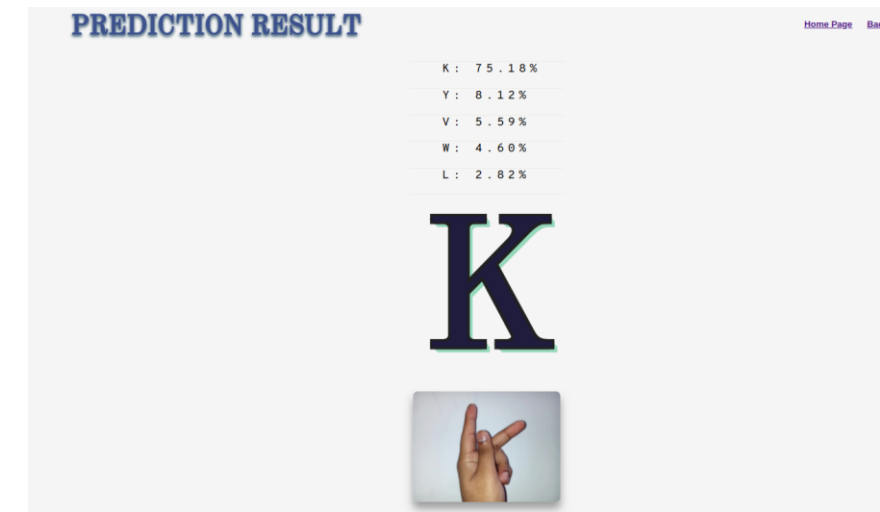 PREDICTION RESULT
Home Page
K: 75.18%
Y: 8.12%
V: 5.59%
W: 4.60%
L: 2.82%
K